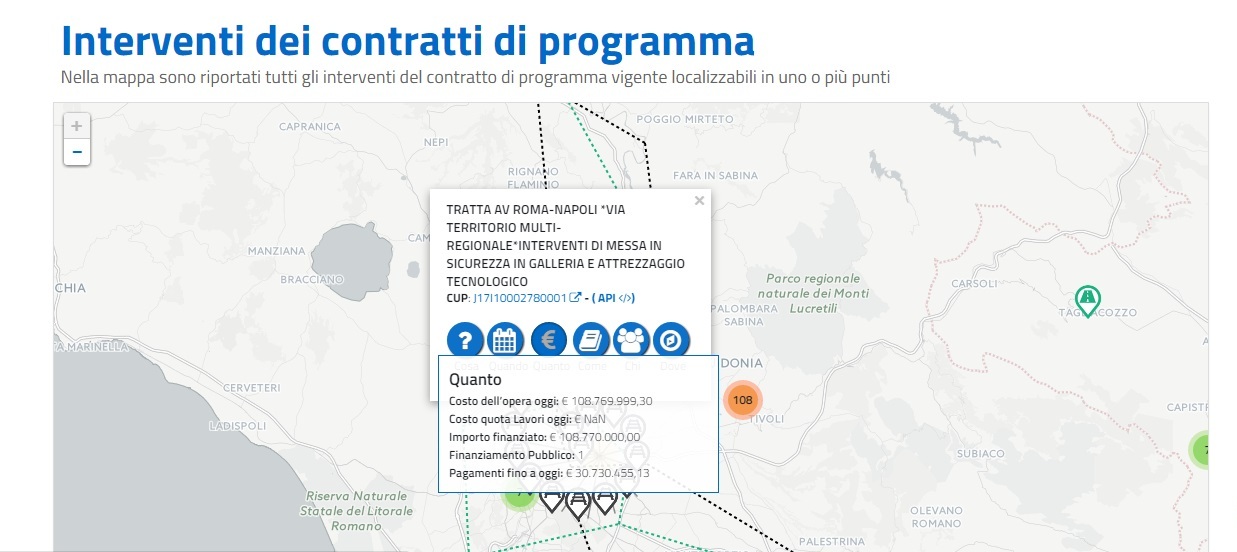 Interventi dei contratti di programma
Nella mappa sono riportati tutti gli interventi del contratto di programma vigente localizzabili in uno o più punti
+
−
CAPRANICA
POGGIO MIRTETO
NEPI
RIGNANO
FLAMINIO
FARA IN SABINA
×
TRATTA AV ROMA-NAPOLI *VIA
TERRITORIO MULTI-
REGIONALE*INTERVENTI DI MESSA IN
SICUREZZA IN GALLERIA E ATTREZZAGGIO
TECNOLOGICO
CUP: J17I10002780001 - ( API </>)
MANZIANA
BRACCIANO
CHIA
Parco regionale
naturale dei Monti
Lucretili
CARSOLI
PALOMBARA
SABINA
TAGLIACOZZO
TA MARINELLA
DONIA
Cosa Quando Quanto Come Chi Dove
Quanto
Costo dell'opera oggi: € 108.769.999,30
Costo quota Lavori oggi: € NaN
Importo finanziato: € 108.770.000,00
Finanziamento Pubblico: 1
Pagamenti fino a oggi: € 30.730.455,13
CERVETERI
108
TIVOLI
CAPISTR
LADISPOLI
7
SUBIACO
Riserva Naturale
Statale del Litorale
Romano
OLEVANO
ROMANO
PALESTRINA